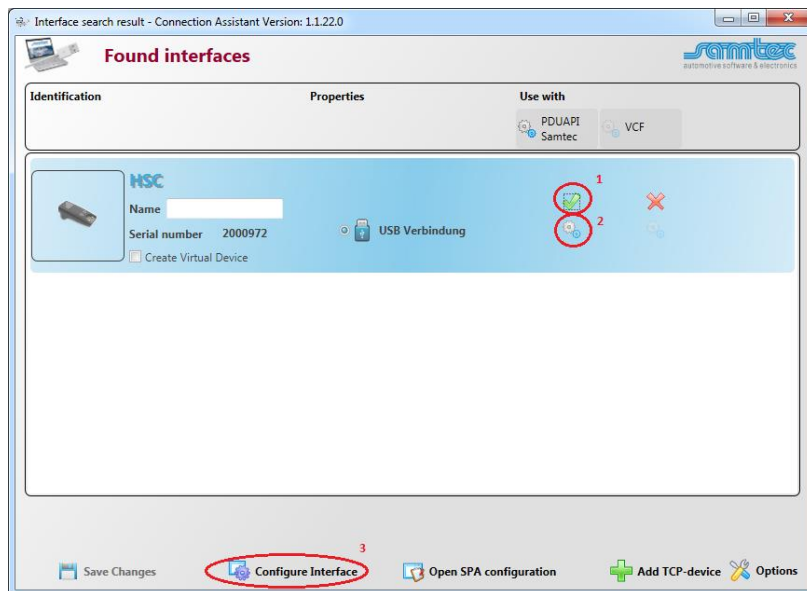 Interface search result - Connection Assistant Version: 1.1.22.0
Found interfaces
samtec
automotive software & electronics
Identification
Properties
Use with
PDUAPI
Samtec
VCF
HSC
1
Name
2
Serial number 2000972
USB Verbindung
Create Virtual Device
3
Save Changes
Configure Interface
Open SPA configuration
Add TCP-device
Options